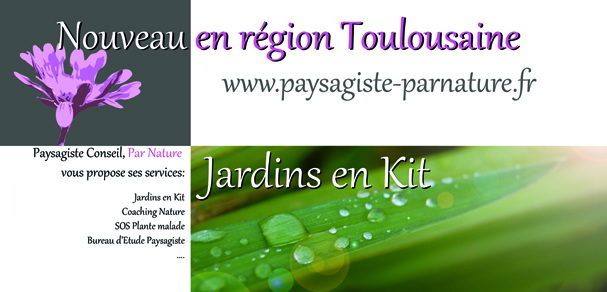 Nouveau en région Toulousaine
www.paysagiste-parnature.fr
Paysagiste Conseil, Par Nature
vous propose ses services:
Jardins en Kit
Jardins en Kit
Coaching Nature
SOS Plante malade
Bureau d'Etude Paysagiste
....